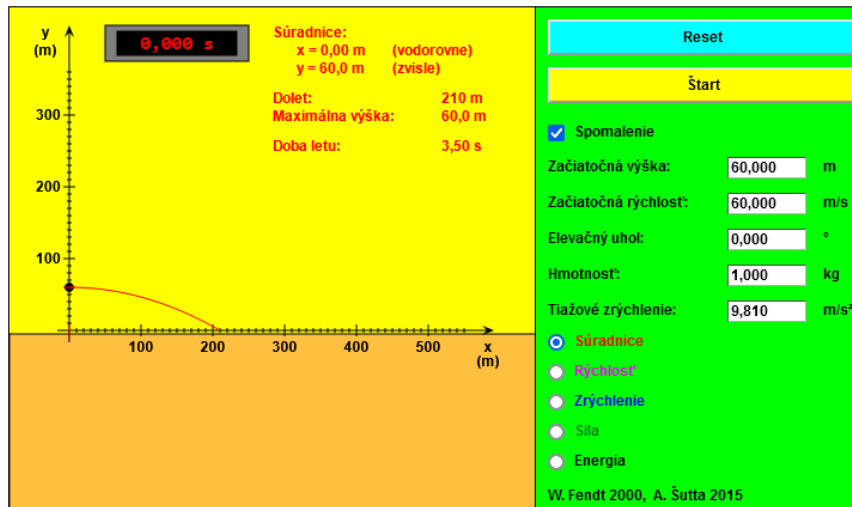 y
(m)
0,000 s
Súradnice:
x = 0,00 m (vodorovne)
y = 60,0 m (zvisle)
Dolet: 210 m
Maximálna výška: 60,0 m
Doba letu: 3,50 s
300
200
100
100 200 300 400 500 x
(m)
Reset
Štart
Spomalenie
Začiatočná výška: 60,000 m
Začiatočná rýchlosť: 60,000 m/s
Elevačný uhol: 0,000 °
Hmotnosť: 1,000 kg
Tiažové zrýchlenie: 9,810 m/s²
Súradnice
Rýchlosť
Zrýchlenie
Sila
Energia
W. Fendt 2000, A. Šutta 2015